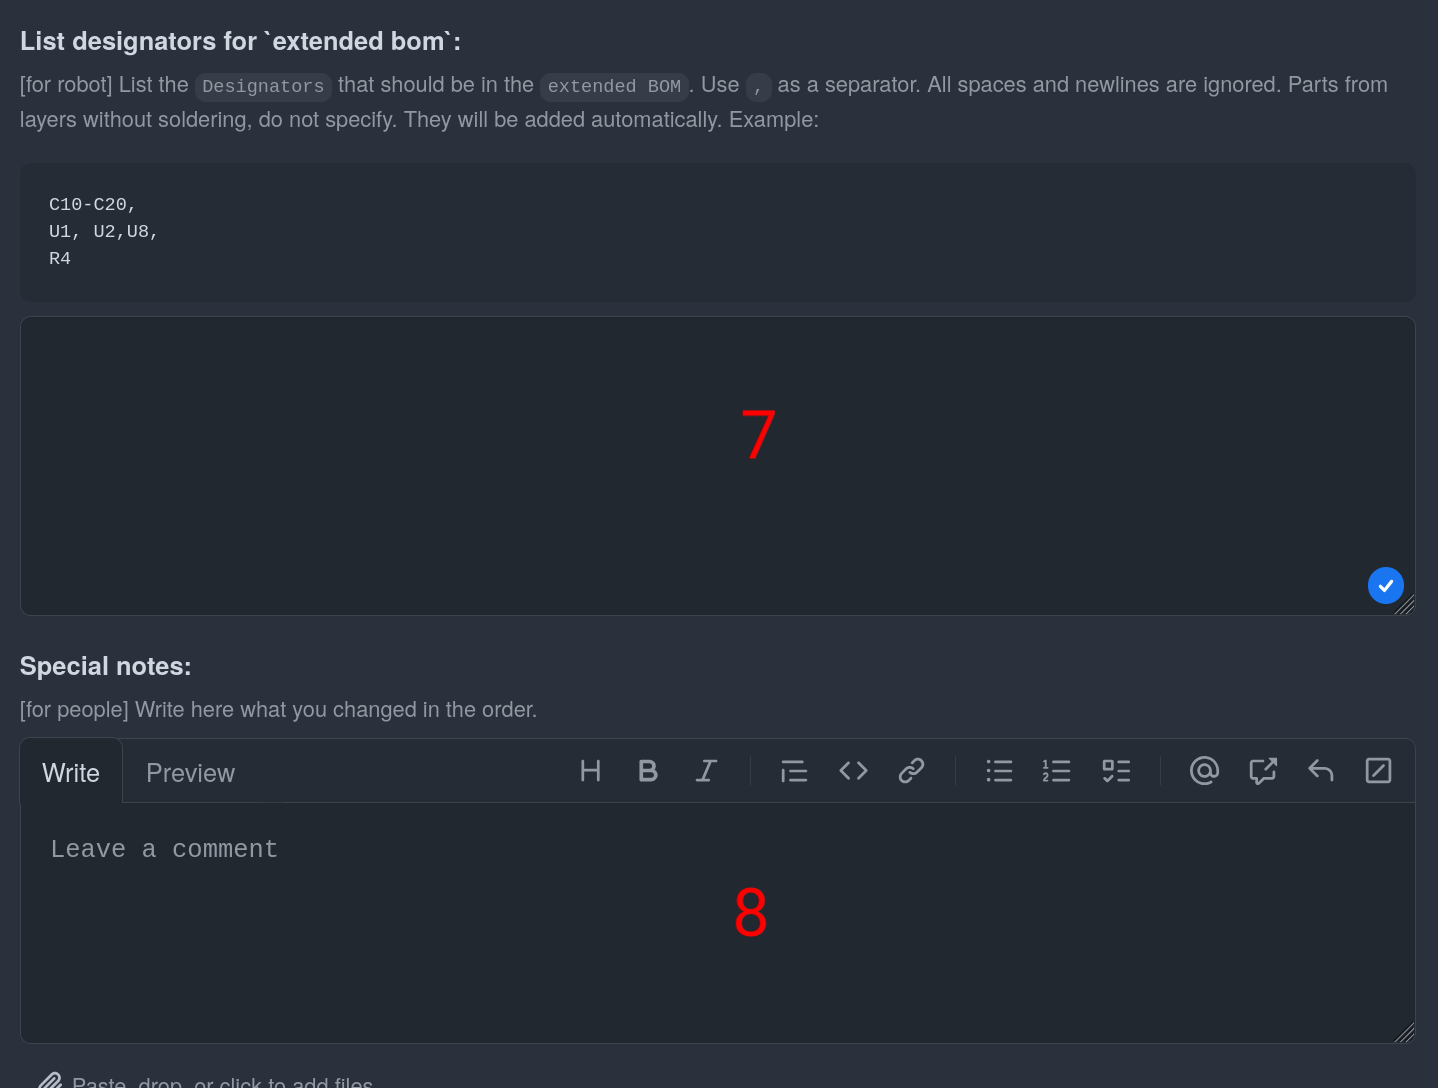 List designators for `extended bom`:
[for robot] List the Designators that should be in the extended BOM. Use , as a separator. All spaces and newlines are ignored. Parts from
layers without soldering, do not specify. They will be added automatically. Example:
C10-C20,
U1, U2,U8,
R4
7
Special notes:
[for people] Write here what you changed in the order.
Write Preview
Leave a comment
8
Paste, drop, or click to add files